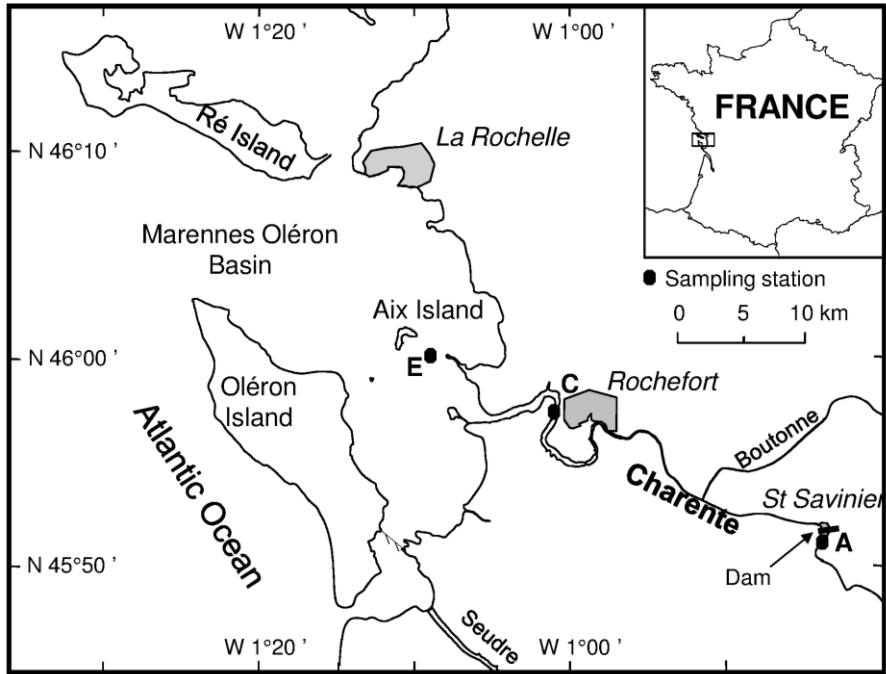 W 1°20 ’
W 1°00 ’
FRANCE
La Rochelle
Ré Island
N 46°10 ’
Marennes Oléron
Basin
Sampling station
0 5 10 km
Aix Island
E
N 46°00 ’
C
Rochefort
Oléron
Island
Atlantic Ocean
Boutonne
Charente
St Savinien
A
Dam
N 45°50 ’
Seudre
W 1°20 ’
W 1°00 ’